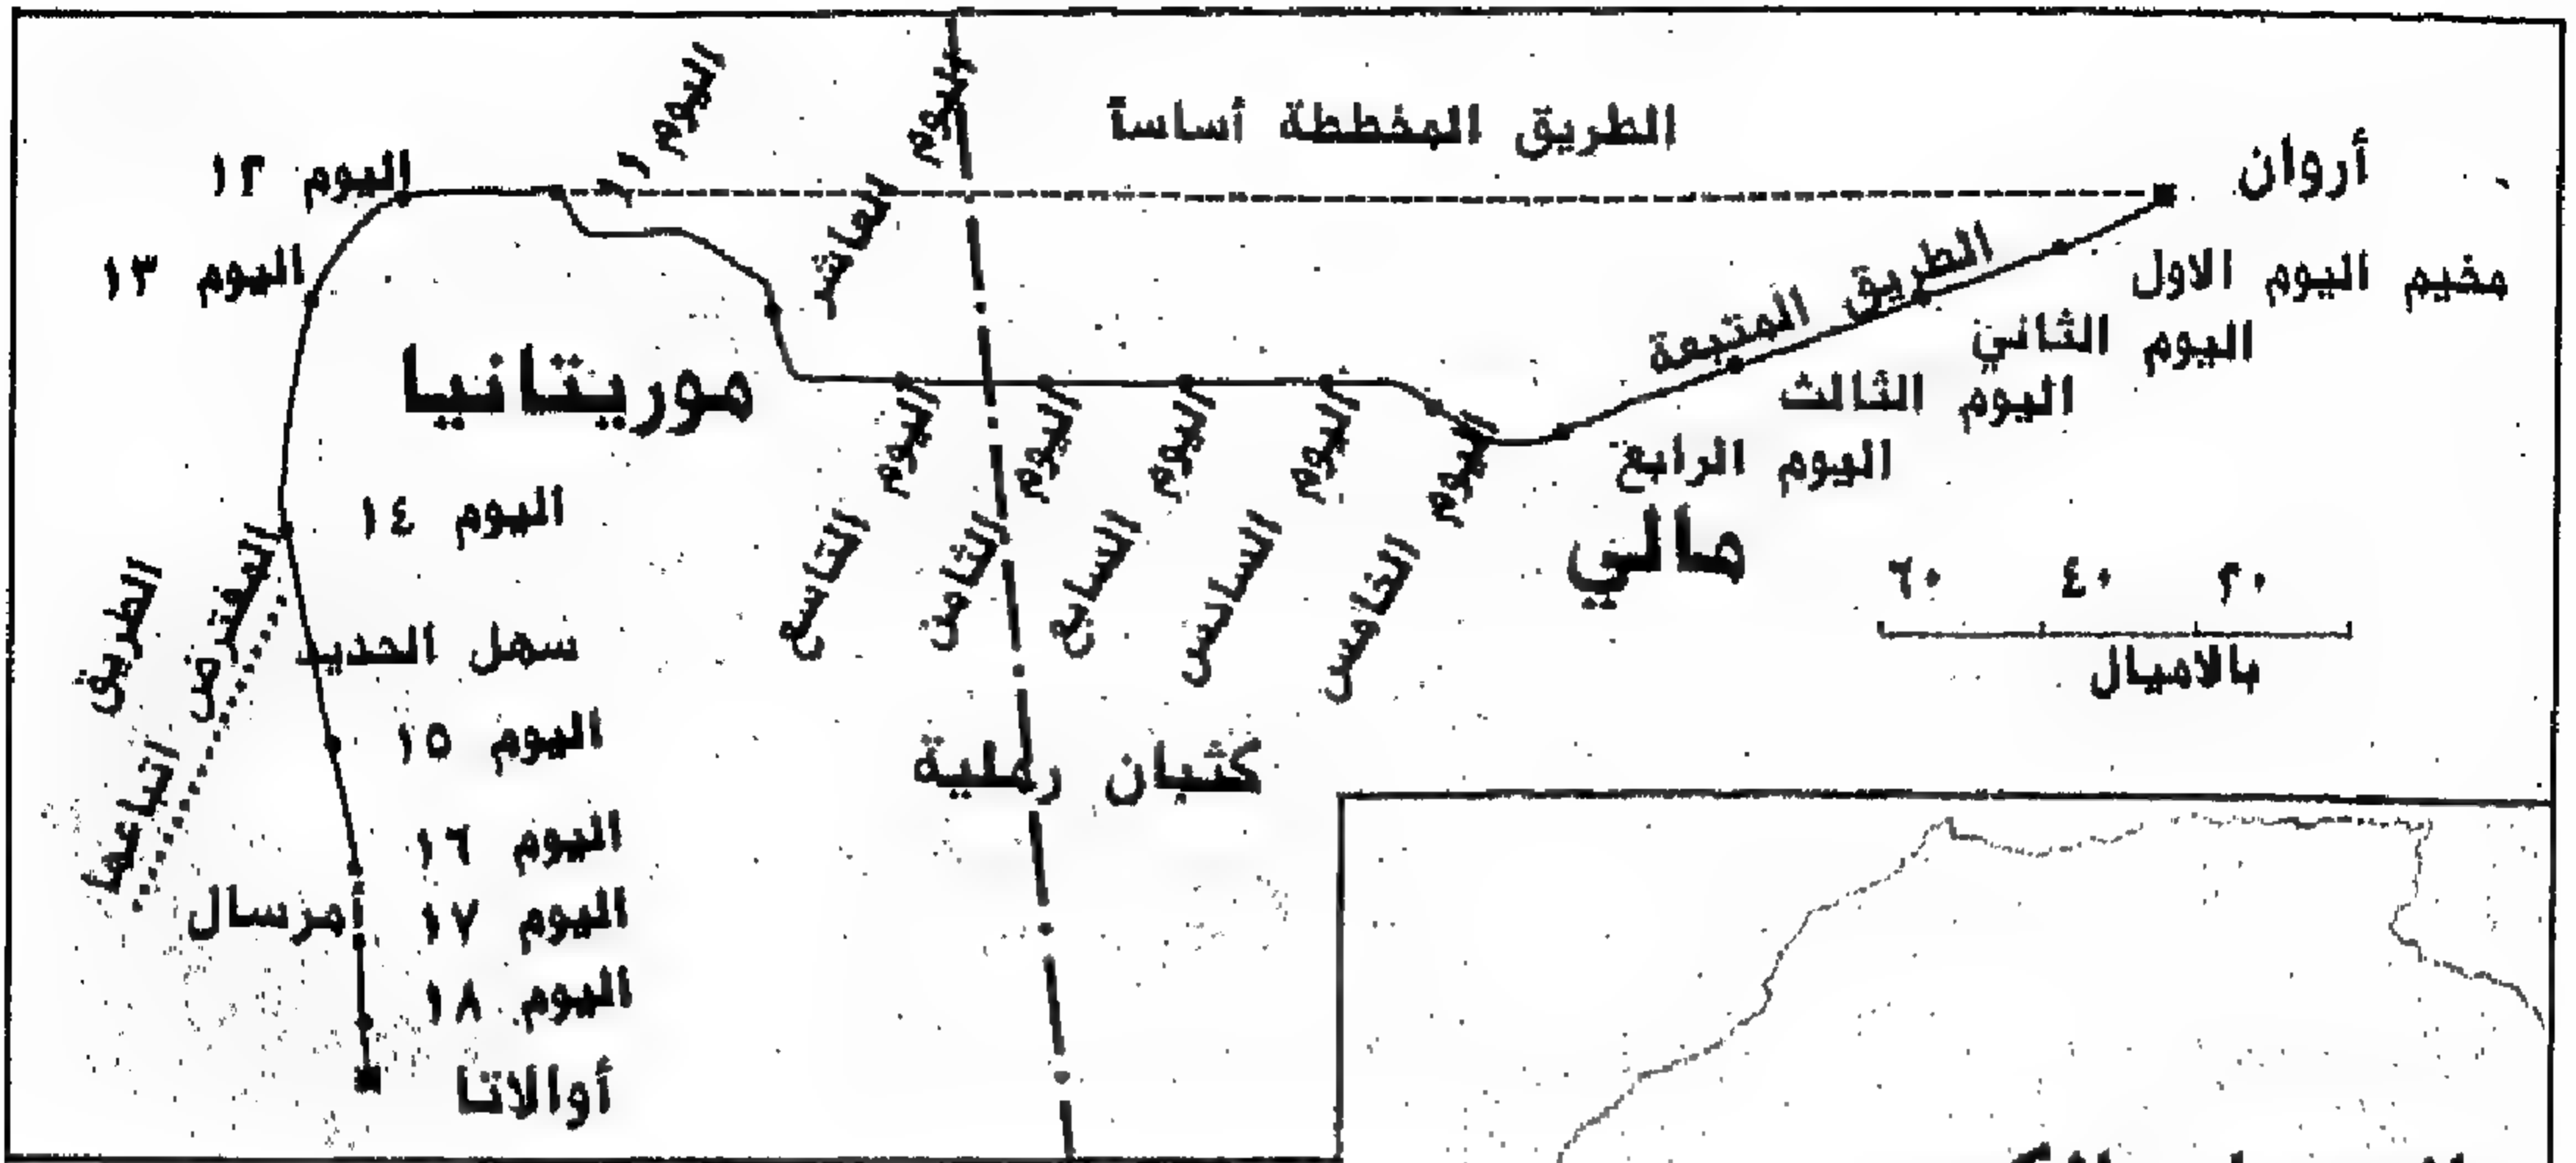 الطريق المخططة أساساً
أروان
مخيم اليوم الاول
اليوم الثاني
اليوم الثالث
اليوم الرابع
الطريق المتبعة
مالي
٢٠ ٤٠ ٦٠
بالاميال
اليوم الخامس
اليوم السادس
اليوم السابع
اليوم الثامن
اليوم التاسع
اليوم العاشر
اليوم ١١
اليوم ١٢
اليوم ١٣
موريتانيا
اليوم ١٤
سهل الحديد
اليوم ١٥
اليوم ١٦
اليوم ١٧
أمرسال
اليوم ١٨
أوالاتا
الطريق
المفترض
اتباعها
كثبان رملية